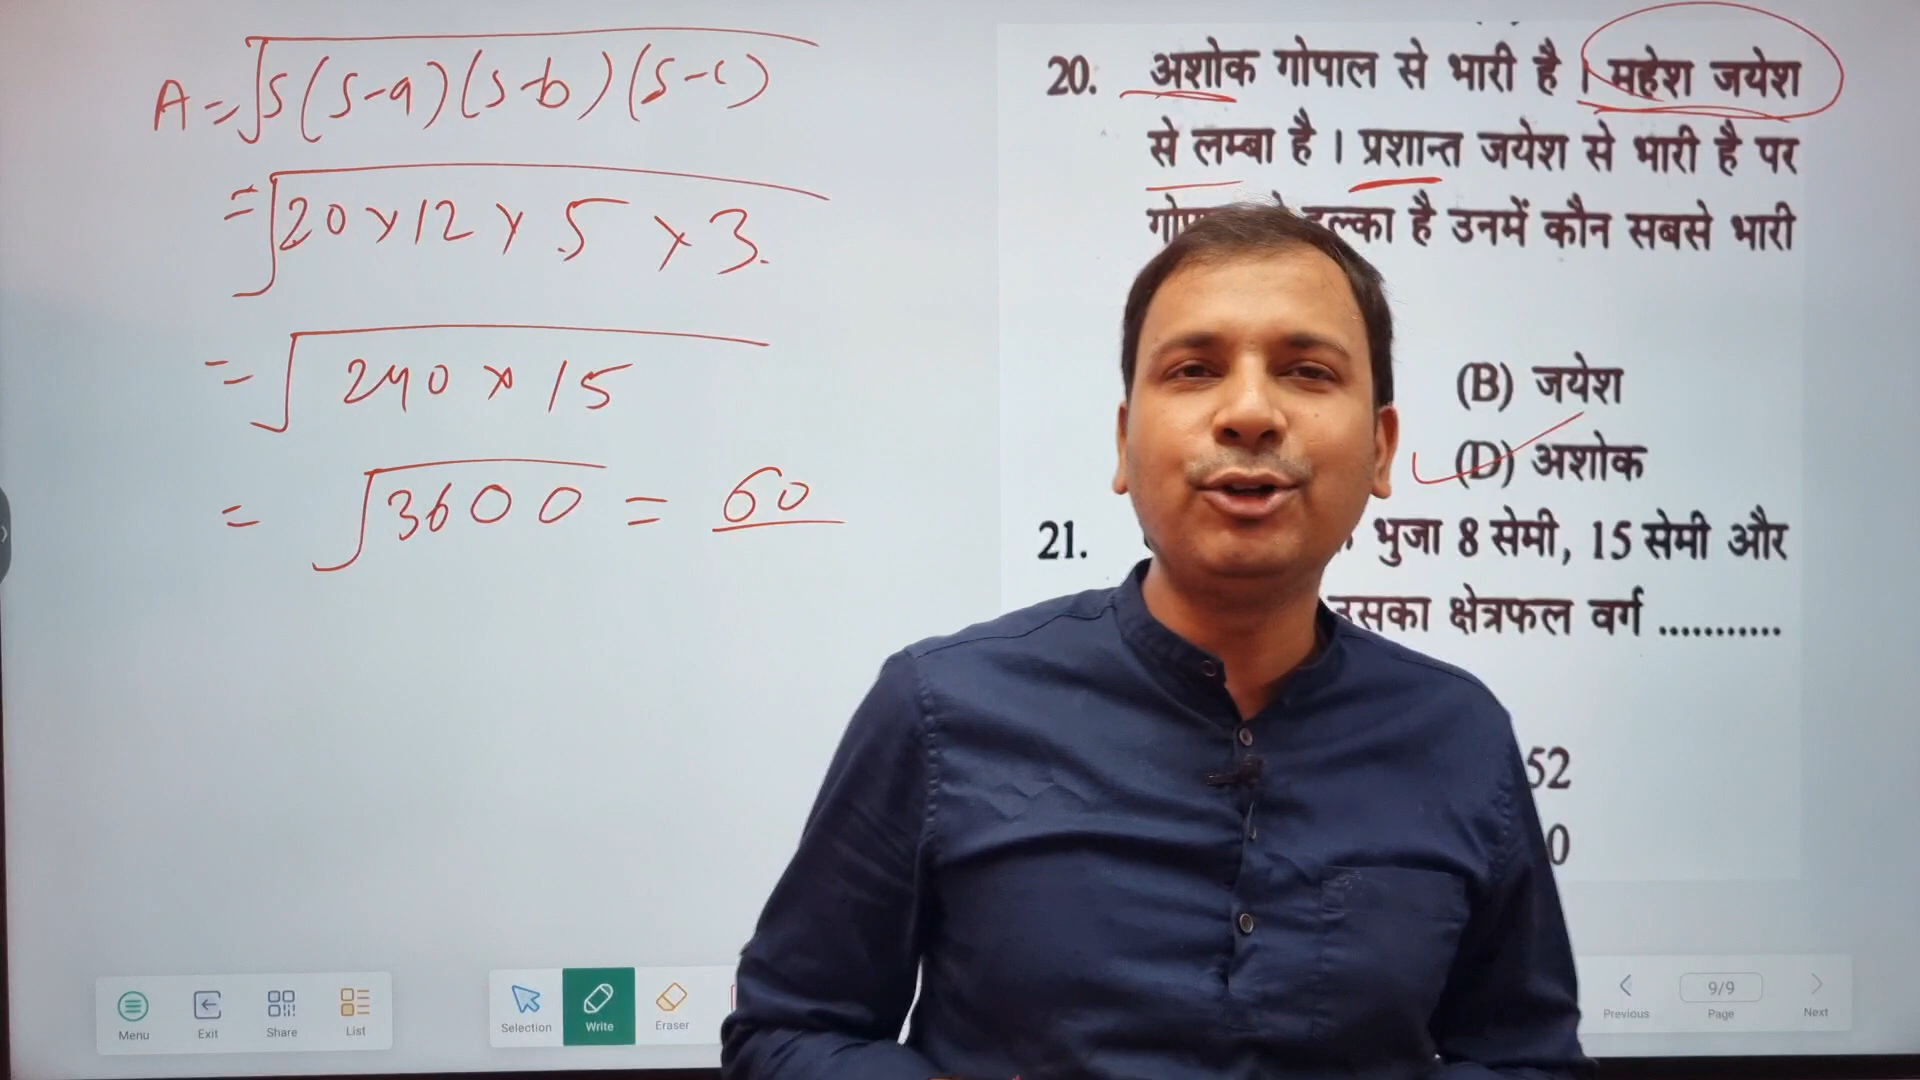 A = √s(s-a)(s-b)(s-c)
= √20 × 12 × 5 × 3.
= √240 × 15
= √3600 = 60
20. अशोक गोपाल से भारी है । महेश जयेश
से लम्बा है । प्रशान्त जयेश से भारी है पर
है उनमें कौन सबसे भारी
(B) जयेश
(D) अशोक
21. भुजा 8 सेमी, 15 सेमी और
उसका क्षेत्रफल वर्ग ...........
52
0
Menu
Exit
Share
List
Selection
Write
Eraser
Previous
9/9
Page
Next